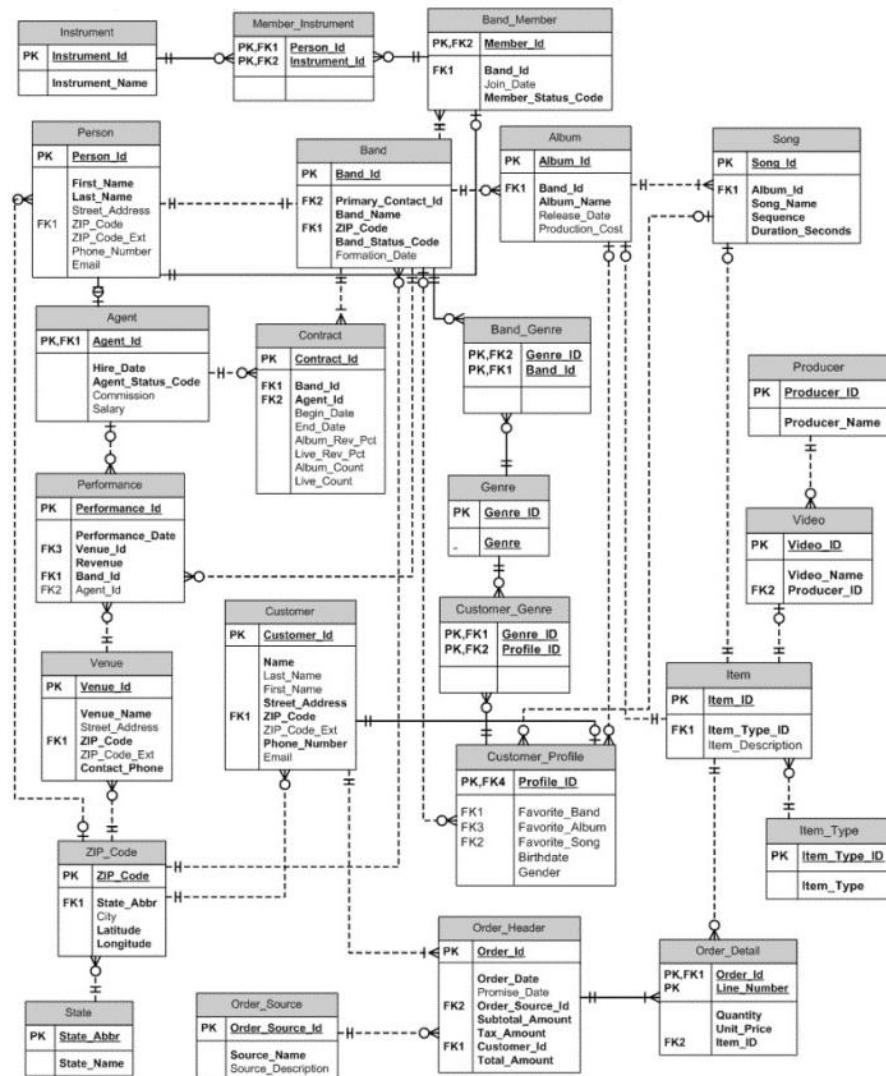 Instrument
PK Instrument_Id
Instrument_Name
Member_Instrument
PK,FK1 Person_Id
PK,FK2 Instrument_Id
Band_Member
PK,FK2 Member_Id
FK1 Band_Id
Join_Date
Member_Status_Code
Person
PK Person_Id
First_Name
Last_Name
Street_Address
FK1 ZIP_Code
ZIP_Code_Ext
Phone_Number
Email
Band
PK Band_Id
FK2 Primary_Contact_Id
Band_Name
FK1 ZIP_Code
Band_Status_Code
Formation_Date
Album
PK Album_Id
FK1 Band_Id
Album_Name
Release_Date
Production_Cost
Song
PK Song_Id
FK1 Album_Id
Song_Name
Sequence
Duration_Seconds
Agent
PK,FK1 Agent_Id
Hire_Date
Agent_Status_Code
Commission
Salary
Contract
PK Contract_Id
FK1 Band_Id
FK2 Agent_Id
Begin_Date
End_Date
Album_Rev_Pct
Live_Rev_Pct
Album_Count
Live_Count
Band_Genre
PK,FK2 Genre_ID
PK,FK1 Band_Id
Producer
PK Producer_ID
Producer_Name
Performance
PK Performance_Id
Performance_Date
FK3 Venue_Id
Revenue
FK1 Band_Id
FK2 Agent_Id
Genre
PK Genre_ID
Genre
Video
PK Video_ID
Video_Name
FK2 Producer_ID
Customer
PK Customer_Id
Name
Last_Name
First_Name
Street_Address
FK1 ZIP_Code
ZIP_Code_Ext
Phone_Number
Email
Customer_Genre
PK,FK1 Genre_ID
PK,FK2 Profile_ID
Venue
PK Venue_Id
Venue_Name
Street_Address
FK1 ZIP_Code
ZIP_Code_Ext
Contact_Phone
Item
PK Item_ID
FK1 Item_Type_ID
Item_Description
Customer_Profile
PK,FK4 Profile_ID
FK1 Favorite_Band
FK3 Favorite_Album
FK2 Favorite_Song
Birthdate
Gender
Item_Type
PK Item_Type_ID
Item_Type
ZIP_Code
PK ZIP_Code
FK1 State_Abbr
City
Latitude
Longitude
Order_Header
PK Order_Id
Order_Date
Promise_Date
FK2 Order_Source_Id
Subtotal_Amount
Tax_Amount
FK1 Customer_Id
Total_Amount
Order_Detail
PK,FK1 Order_Id
PK Line_Number
Quantity
Unit_Price
FK2 Item_ID
State
PK State_Abbr
State_Name
Order_Source
PK Order_Source_Id
Source_Name
Source_Description